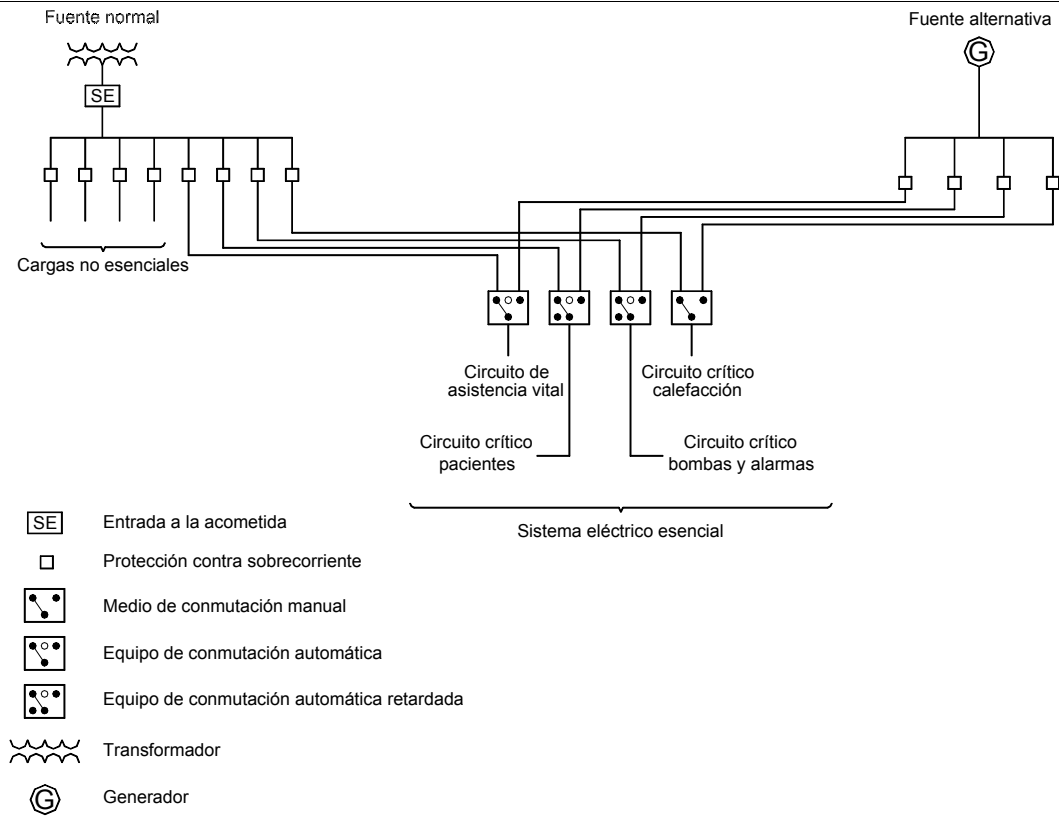 Fuente normal
Fuente alternativa
G
SE
Cargas no esenciales
Circuito de
asistencia vital
Circuito crítico
calefacción
Circuito crítico
pacientes
Circuito crítico
bombas y alarmas
Sistema eléctrico esencial
SE Entrada a la acometida
Protección contra sobrecorriente
Medio de conmutación manual
Equipo de conmutación automática
Equipo de conmutación automática retardada
Transformador
G Generador